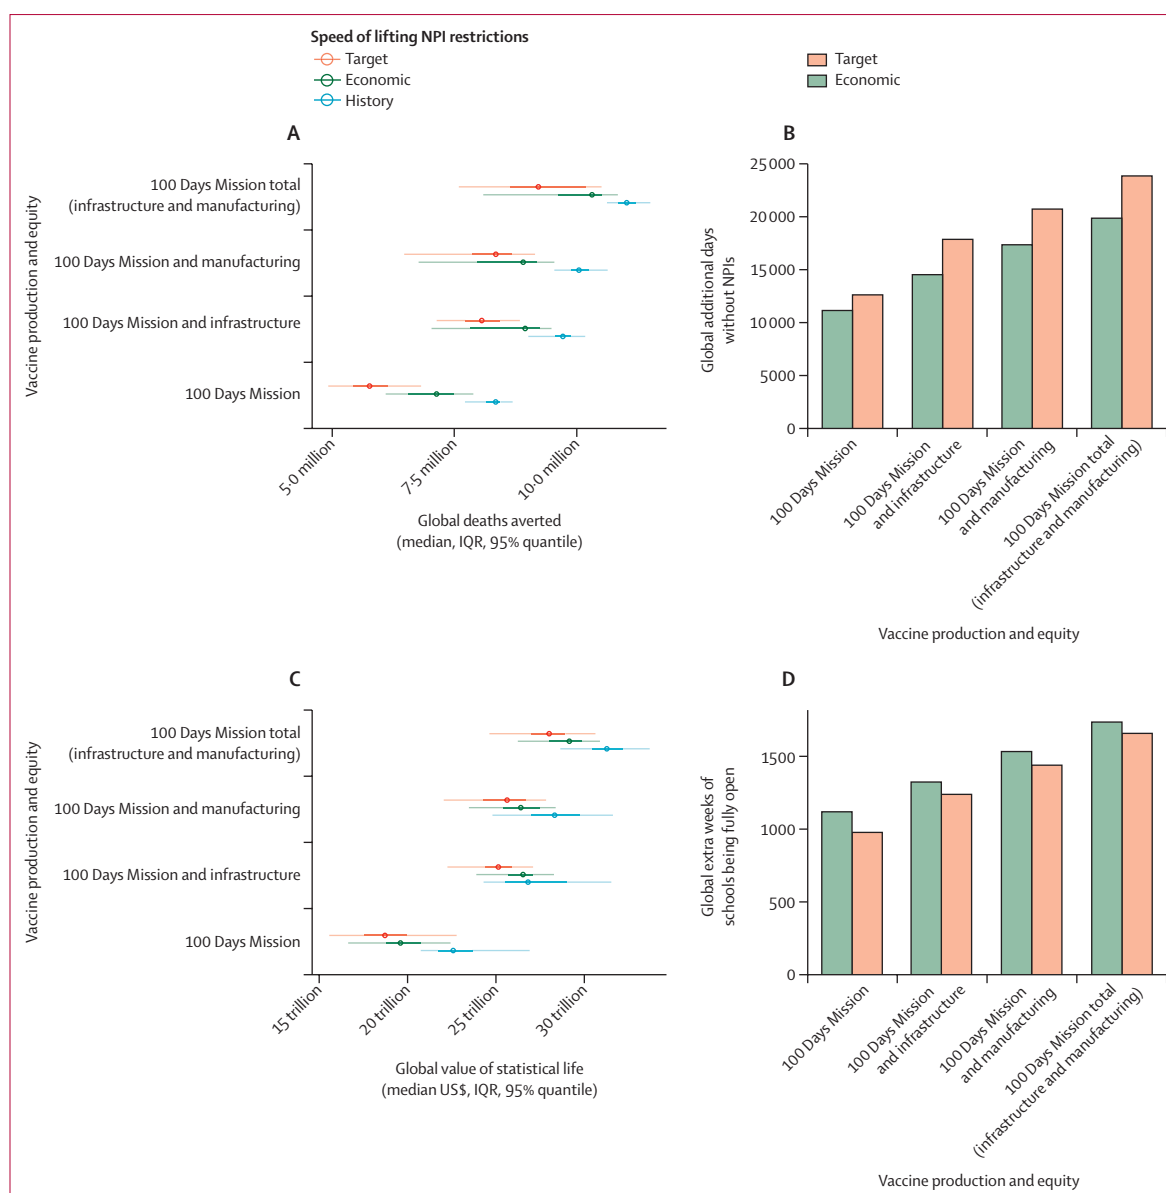 Speed of lifting NPI restrictions
Target
Economic
History
Target
Economic
A
Vaccine production and equity
100 Days Mission total
(infrastructure and manufacturing)
100 Days Mission and manufacturing
100 Days Mission and infrastructure
100 Days Mission
5·0 million
7·5 million
10·0 million
Global deaths averted
(median, IQR, 95% quantile)
B
Global additional days
without NPIs
25 000
20 000
15 000
10 000
5000
0
100 Days Mission
100 Days Mission
and infrastructure
100 Days Mission
and manufacturing
100 Days Mission total
(infrastructure and manufacturing)
Vaccine production and equity
C
Vaccine production and equity
100 Days Mission total
(infrastructure and manufacturing)
100 Days Mission and manufacturing
100 Days Mission and infrastructure
100 Days Mission
15 trillion
20 trillion
25 trillion
30 trillion
Global value of statistical life
(median US$, IQR, 95% quantile)
D
Global extra weeks of
schools being fully open
1500
1000
500
0
100 Days Mission
100 Days Mission
and infrastructure
100 Days Mission
and manufacturing
100 Days Mission total
(infrastructure and manufacturing)
Vaccine production and equity